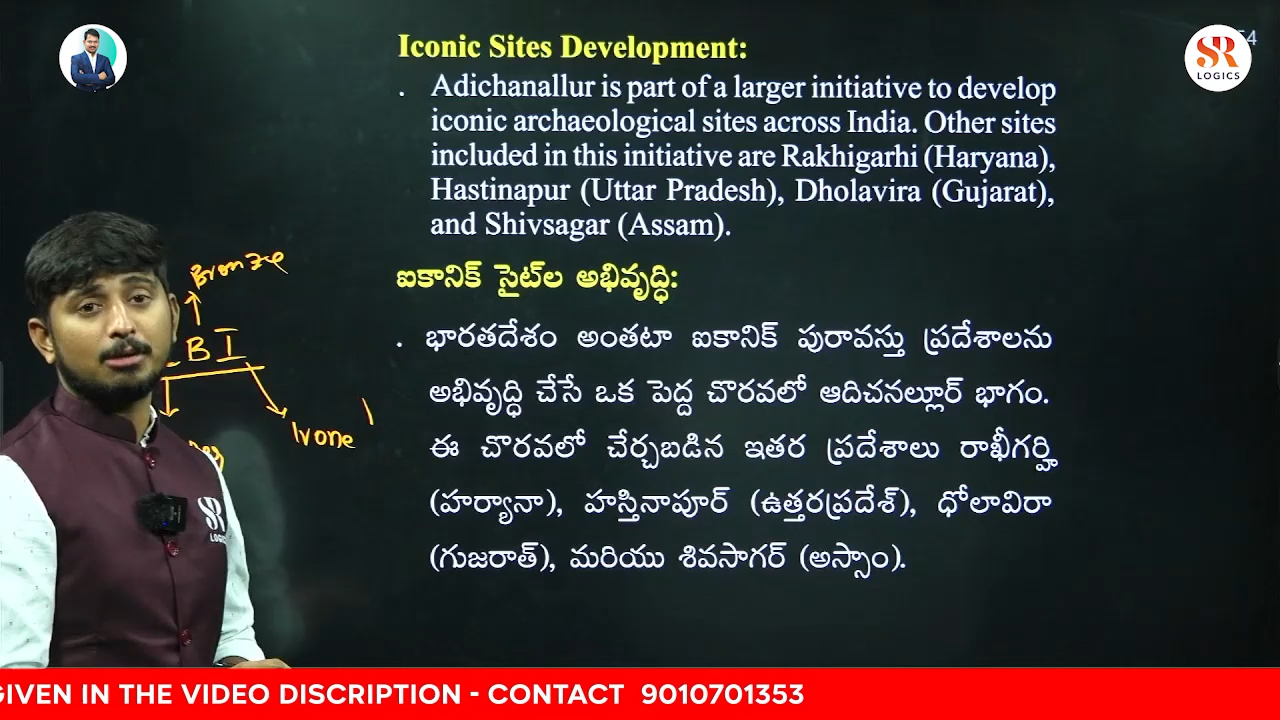 Iconic Sites Development:
. Adichanallur is part of a larger initiative to develop
iconic archaeological sites across India. Other sites
included in this initiative are Rakhigarhi (Haryana),
Hastinapur (Uttar Pradesh), Dholavira (Gujarat),
and Shivsagar (Assam).
ఐకానిక్ సైట్‌ల అభివృద్ధి:
. భారతదేశం అంతటా ఐకానిక్ పురావస్తు ప్రదేశాలను
అభివృద్ధి చేసే ఒక పెద్ద చొరవలో ఆదిచనల్లూర్ భాగం.
ఈ చొరవలో చేర్చబడిన ఇతర ప్రదేశాలు రాఖీగర్హి
(హర్యానా), హస్తినాపూర్ (ఉత్తరప్రదేశ్), ధోలావిరా
(గుజరాత్), మరియు శివసాగర్ (అస్సాం).
SR
LOGICS
Bronze
BI
Ivone
SR
GIVEN IN THE VIDEO DISCRIPTION - CONTACT 9010701353